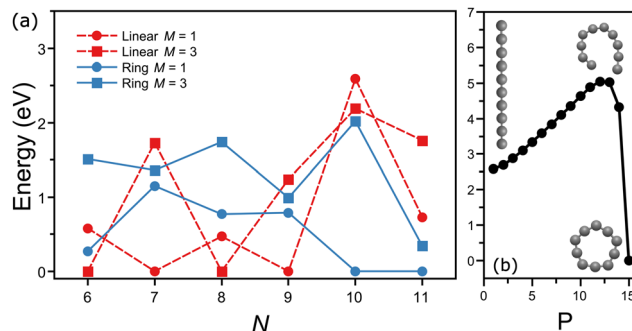 (a)
Linear M = 1
Linear M = 3
Ring M = 1
Ring M = 3
Energy (eV)
3
2
1
0
6 7 8 9 10 11
N
7
6
5
4
3
2
1
0
(b)
0 5 10 15
P